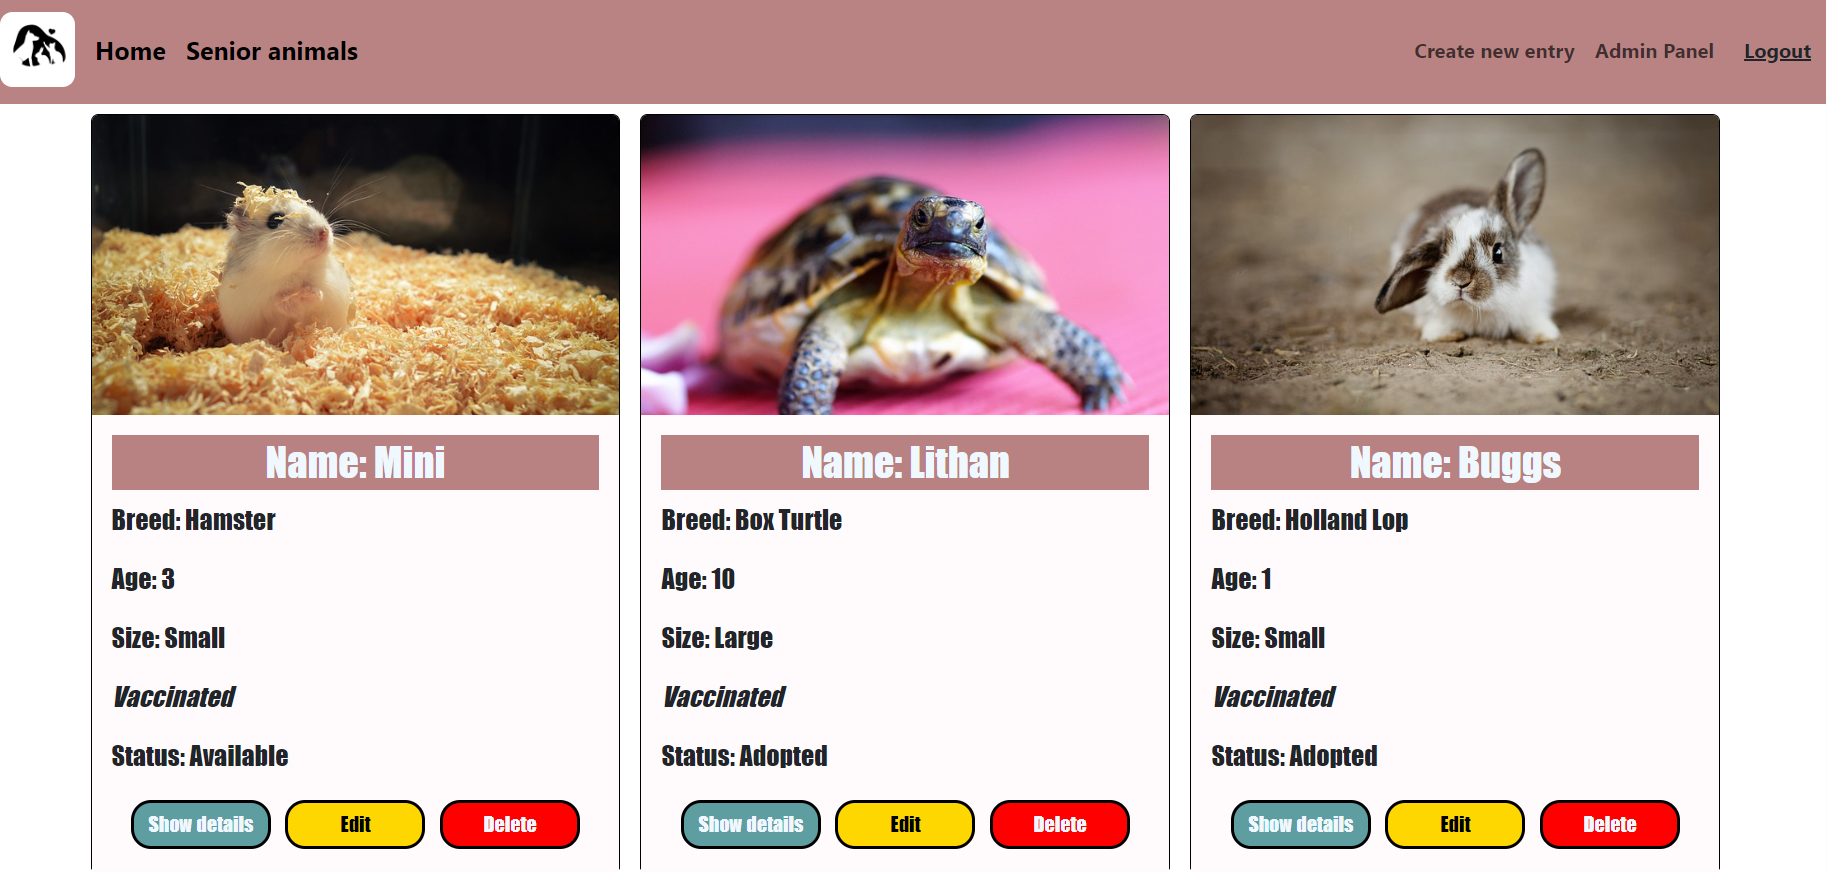 Home Senior animals Create new entry Admin Panel Logout
Name: Mini
Breed: Hamster
Age: 3
Size: Small
Vaccinated
Status: Available
Show details Edit Delete
Name: Lithan
Breed: Box Turtle
Age: 10
Size: Large
Vaccinated
Status: Adopted
Show details Edit Delete
Name: Buggs
Breed: Holland Lop
Age: 1
Size: Small
Vaccinated
Status: Adopted
Show details Edit Delete